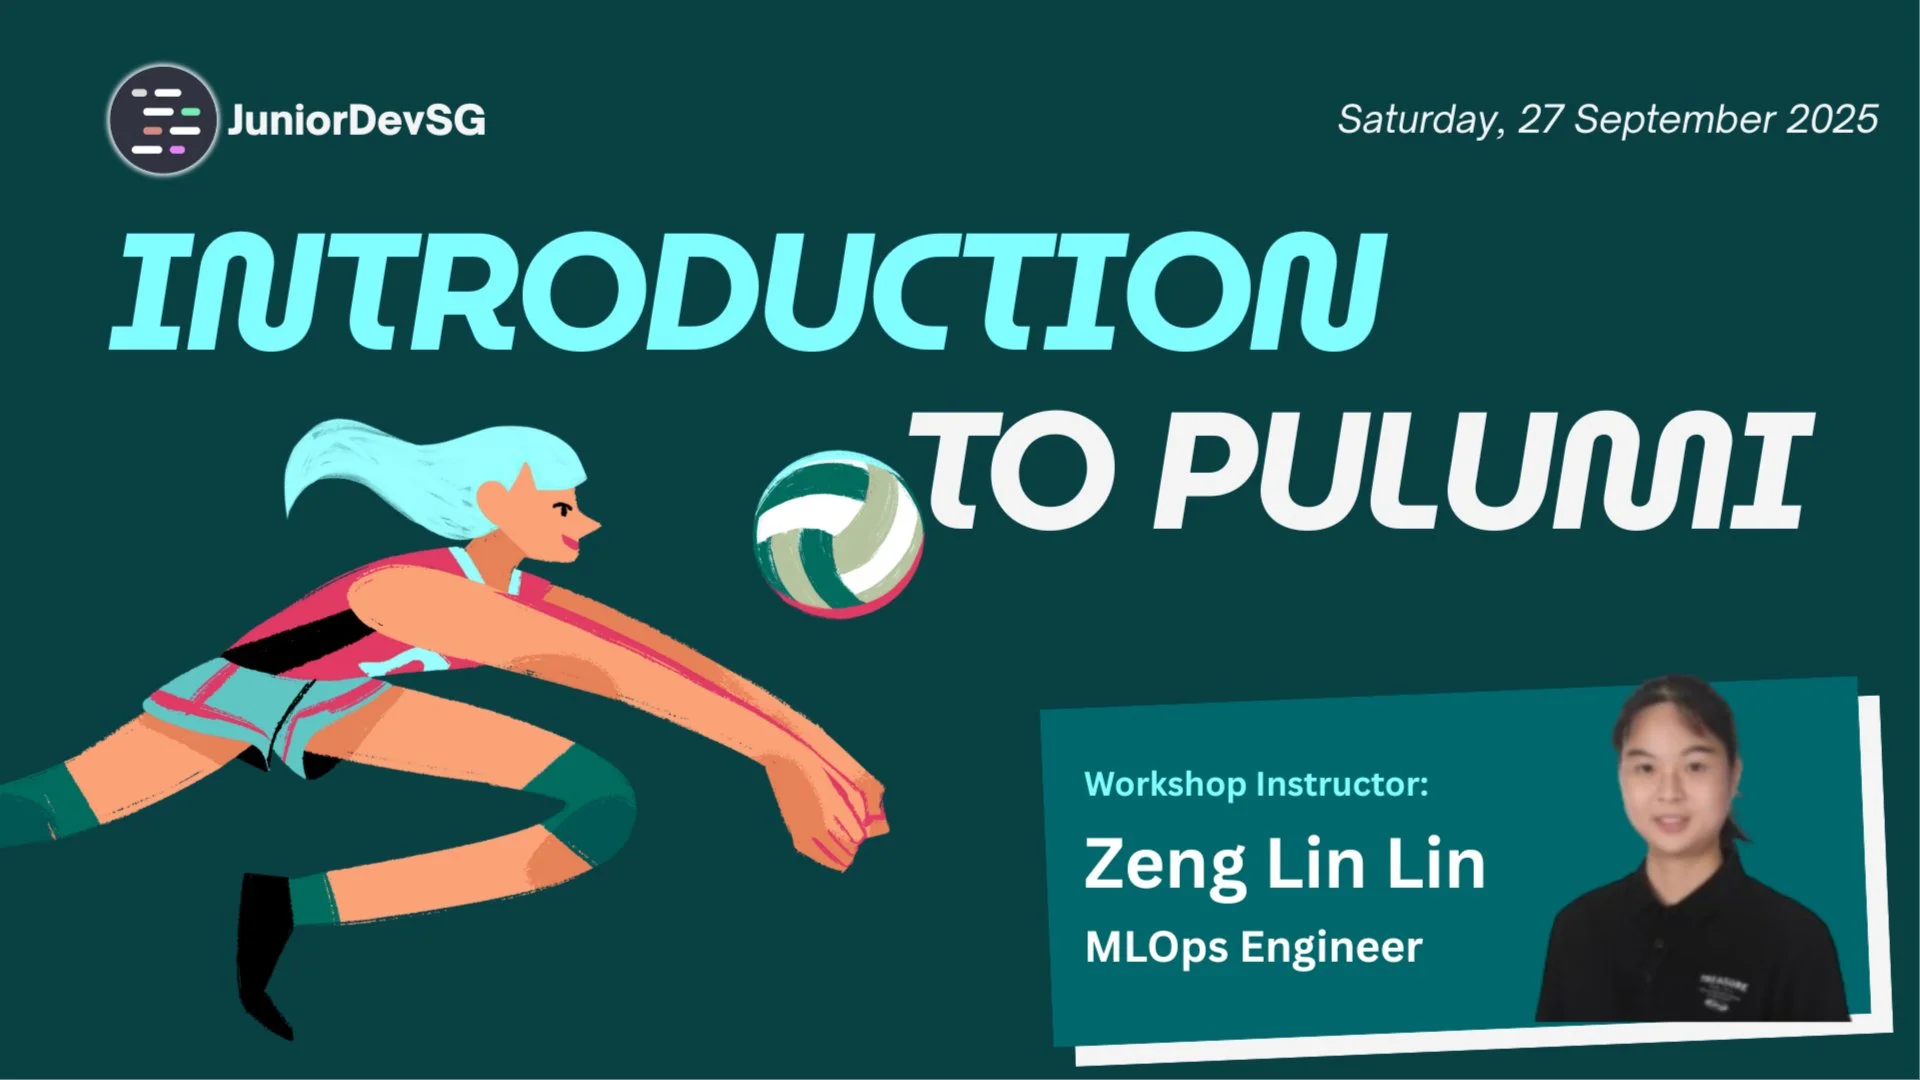 JuniorDevSG
Saturday, 27 September 2025
INTRODUCTION
TO PULUMI
Workshop Instructor:
Zeng Lin Lin
MLOps Engineer